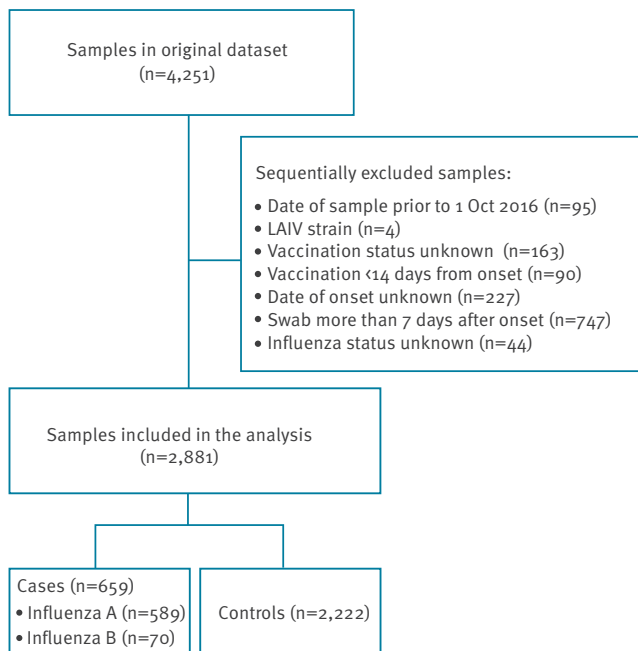 Samples in original dataset
(n=4,251)
Sequentially excluded samples:
• Date of sample prior to 1 Oct 2016 (n=95)
• LAIV strain (n=4)
• Vaccination status unknown (n=163)
• Vaccination <14 days from onset (n=90)
• Date of onset unknown (n=227)
• Swab more than 7 days after onset (n=747)
• Influenza status unknown (n=44)
Samples included in the analysis
(n=2,881)
Cases (n=659)
• Influenza A (n=589)
• Influenza B (n=70)
Controls (n=2,222)